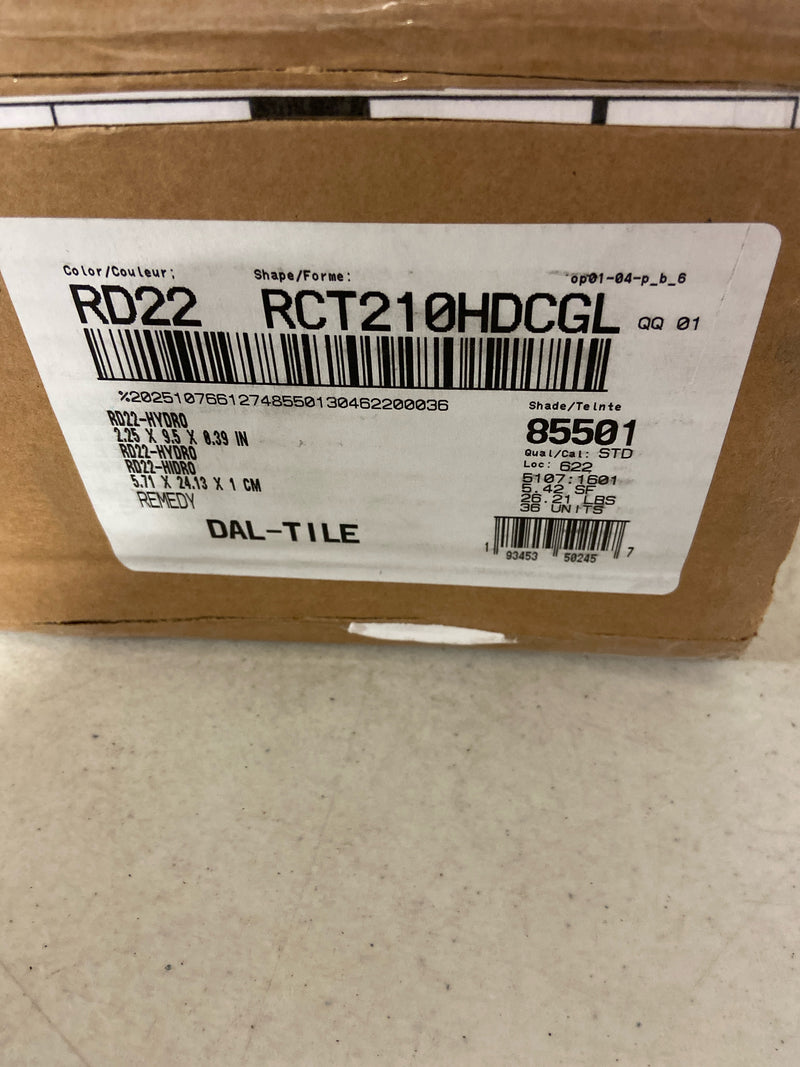 Color/Couleur: Shape/Forme: op01-04-p_b_6
RD22 RCT210HDCGL QQ 01
%20251076612748550130462200036
RD22-HYDRO
2.25 X 9.5 X 0.39 IN
RD22-HYDRO
RD22-HIDRO
5.71 X 24.13 X 1 CM
REMEDY
DAL-TILE
Shade/Teinte
85501
Qual/Cal: STD
Loc: 622
5107:1601
5.42 SF
26.21 LBS
36 UNITS
1 93453 50245 7